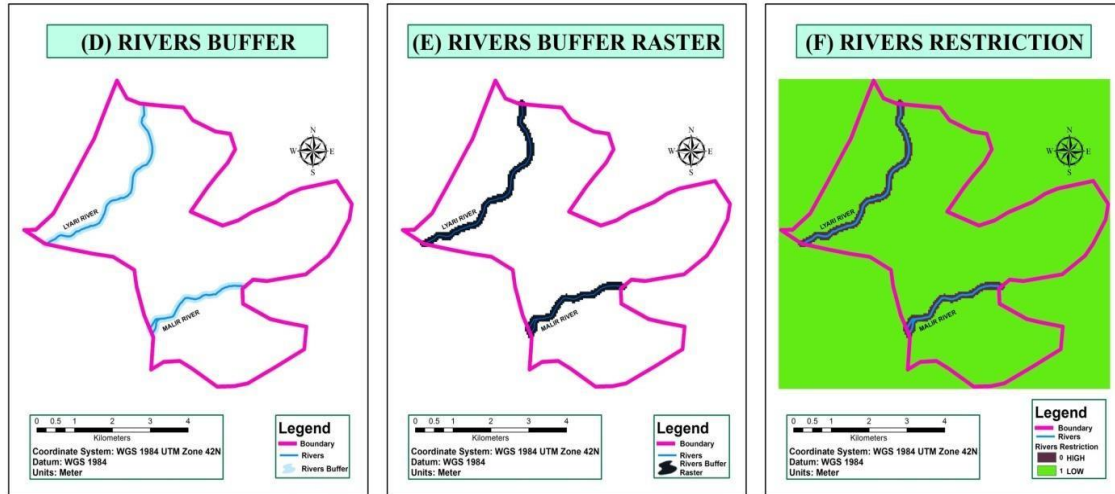 (D) RIVERS BUFFER
N
W E
S
LYARI RIVER
MALIR RIVER
0 0.5 1 2 3 4
Kilometers
Coordinate System: WGS 1984 UTM Zone 42N
Datum: WGS 1984
Units: Meter
Legend
Boundary
Rivers
Rivers Buffer
(E) RIVERS BUFFER RASTER
N
W E
S
LYARI RIVER
MALIR RIVER
0 0.5 1 2 3 4
Kilometers
Coordinate System: WGS 1984 UTM Zone 42N
Datum: WGS 1984
Units: Meter
Legend
Boundary
Rivers
Rivers Buffer
Raster
(F) RIVERS RESTRICTION
N
W E
S
LYARI RIVER
MALIR RIVER
0 0.5 1 2 3 4
Kilometers
Coordinate System: WGS 1984 UTM Zone 42N
Datum: WGS 1984
Units: Meter
Legend
Boundary
Rivers
Rivers Restriction
0 HIGH
1 LOW